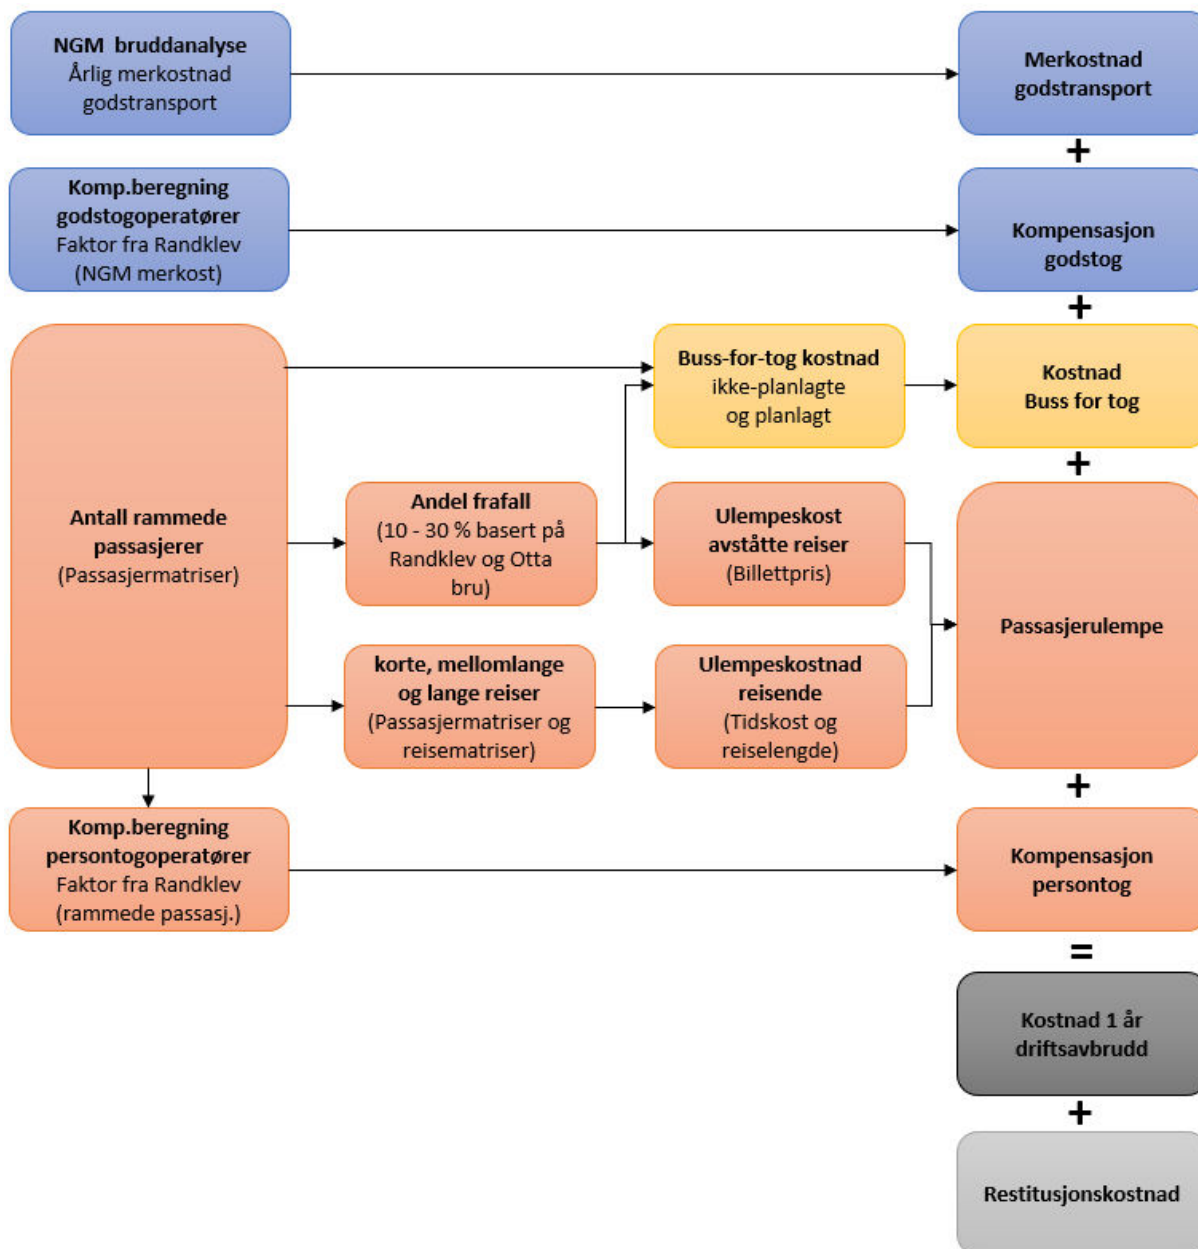 NGM  bruddanalyse
Årlig merkostnad
godstransport
Merkostnad
godstransport
+
Komp.beregning
godstogoperatører
Faktor fra Randklev
(NGM merkost)
Kompensasjon
godstog
+
Antall rammede
passasjerer
(Passasjermatriser)
Buss-for-tog kostnad
ikke-planlagte
og planlagt
Kostnad
Buss for tog
+
Andel frafall
(10 - 30 % basert på
Randklev og Otta
bru)
Ulempeskost
avståtte reiser
(Billettpris)
Passasjerulempe
korte, mellomlange
og lange reiser
(Passasjermatriser og
reisematriser)
Ulempeskostnad
reisende
(Tidskost og
reiselengde)
+
Komp.beregning
persontogoperatører
Faktor fra Randklev
(rammede passasj.)
Kompensasjon
persontog
=
Kostnad 1 år
driftsavbrudd
+
Restitusjonskostnad